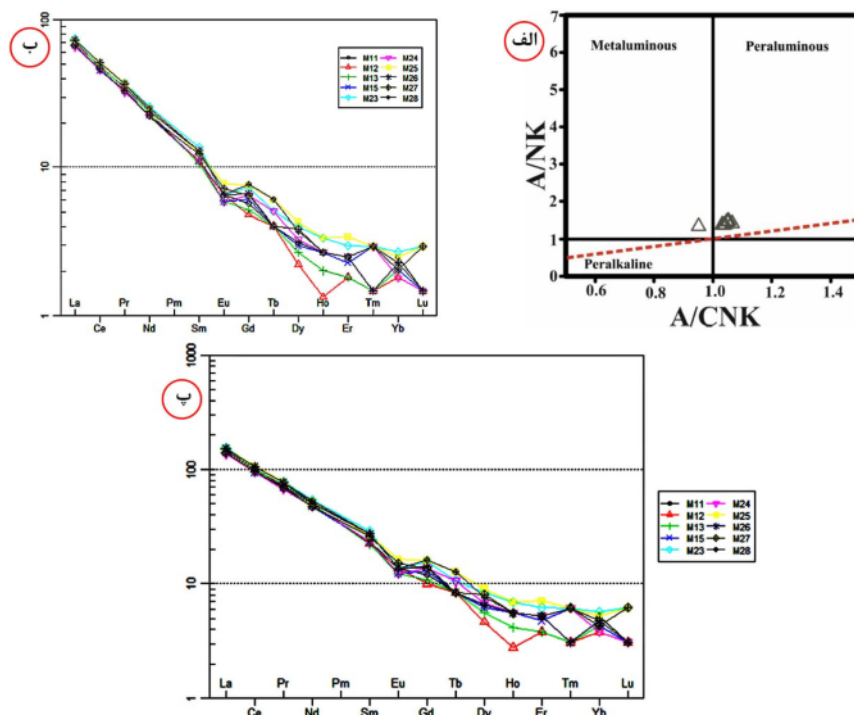 ب
100
10
1
M11 M24
M12 M25
M13 M26
M15 M27
M23 M28
La Pr Pm Eu Tb Ho Tm Lu
Ce Nd Sm Gd Dy Er Yb
الف
7
6
5
4
3
2
1
0
A/NK
Metaluminous
Peraluminous
Peralkaline
0.6 0.8 1.0 1.2 1.4
A/CNK
پ
1000
100
10
1
La Pr Pm Eu Tb Ho Tm Lu
Ce Nd Sm Gd Dy Er Yb
M11 M24
M12 M25
M13 M26
M15 M27
M23 M28